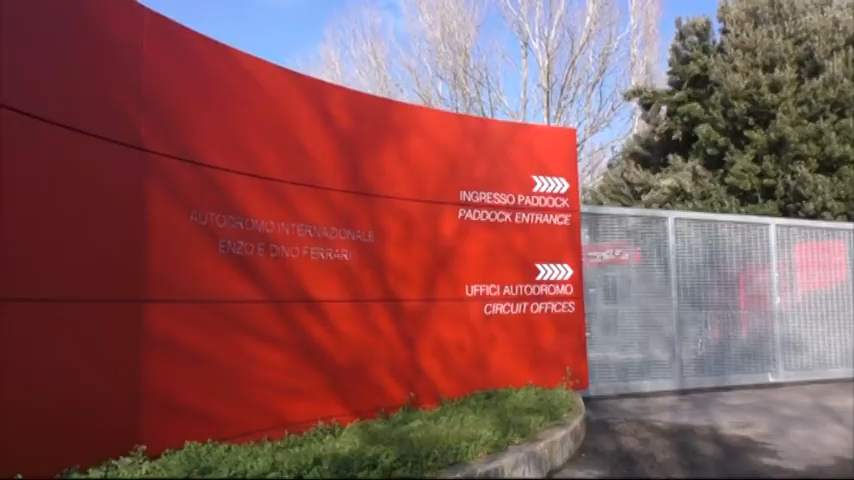 AUTODROMO INTERNAZIONALE
ENZO E DINO FERRARI
INGRESSO PADDOCK
PADDOCK ENTRANCE
UFFICI AUTODROMO
CIRCUIT OFFICES